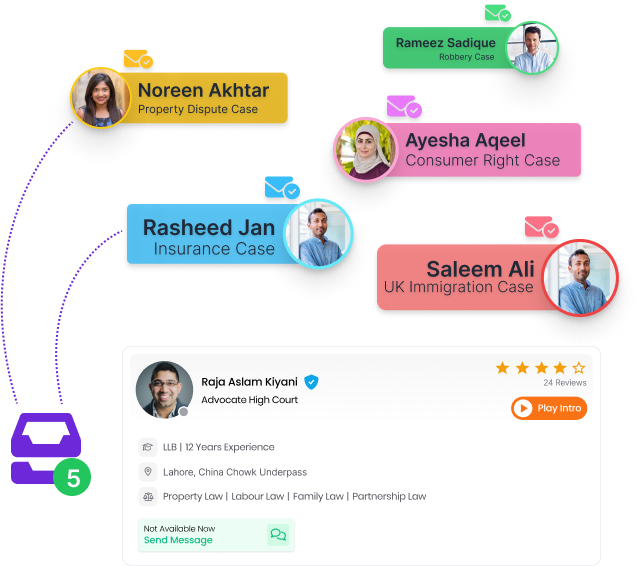 Rameez Sadique
Robbery Case
Noreen Akhtar
Property Dispute Case
Ayesha Aqeel
Consumer Right Case
Rasheed Jan
Insurance Case
Saleem Ali
UK Immigration Case
Raja Aslam Kiyani
Advocate High Court
24 Reviews
Play Intro
LLB | 12 Years Experience
Lahore, China Chowk Underpass
Property Law | Labour Law | Family Law | Partnership Law
5
Not Available Now
Send Message